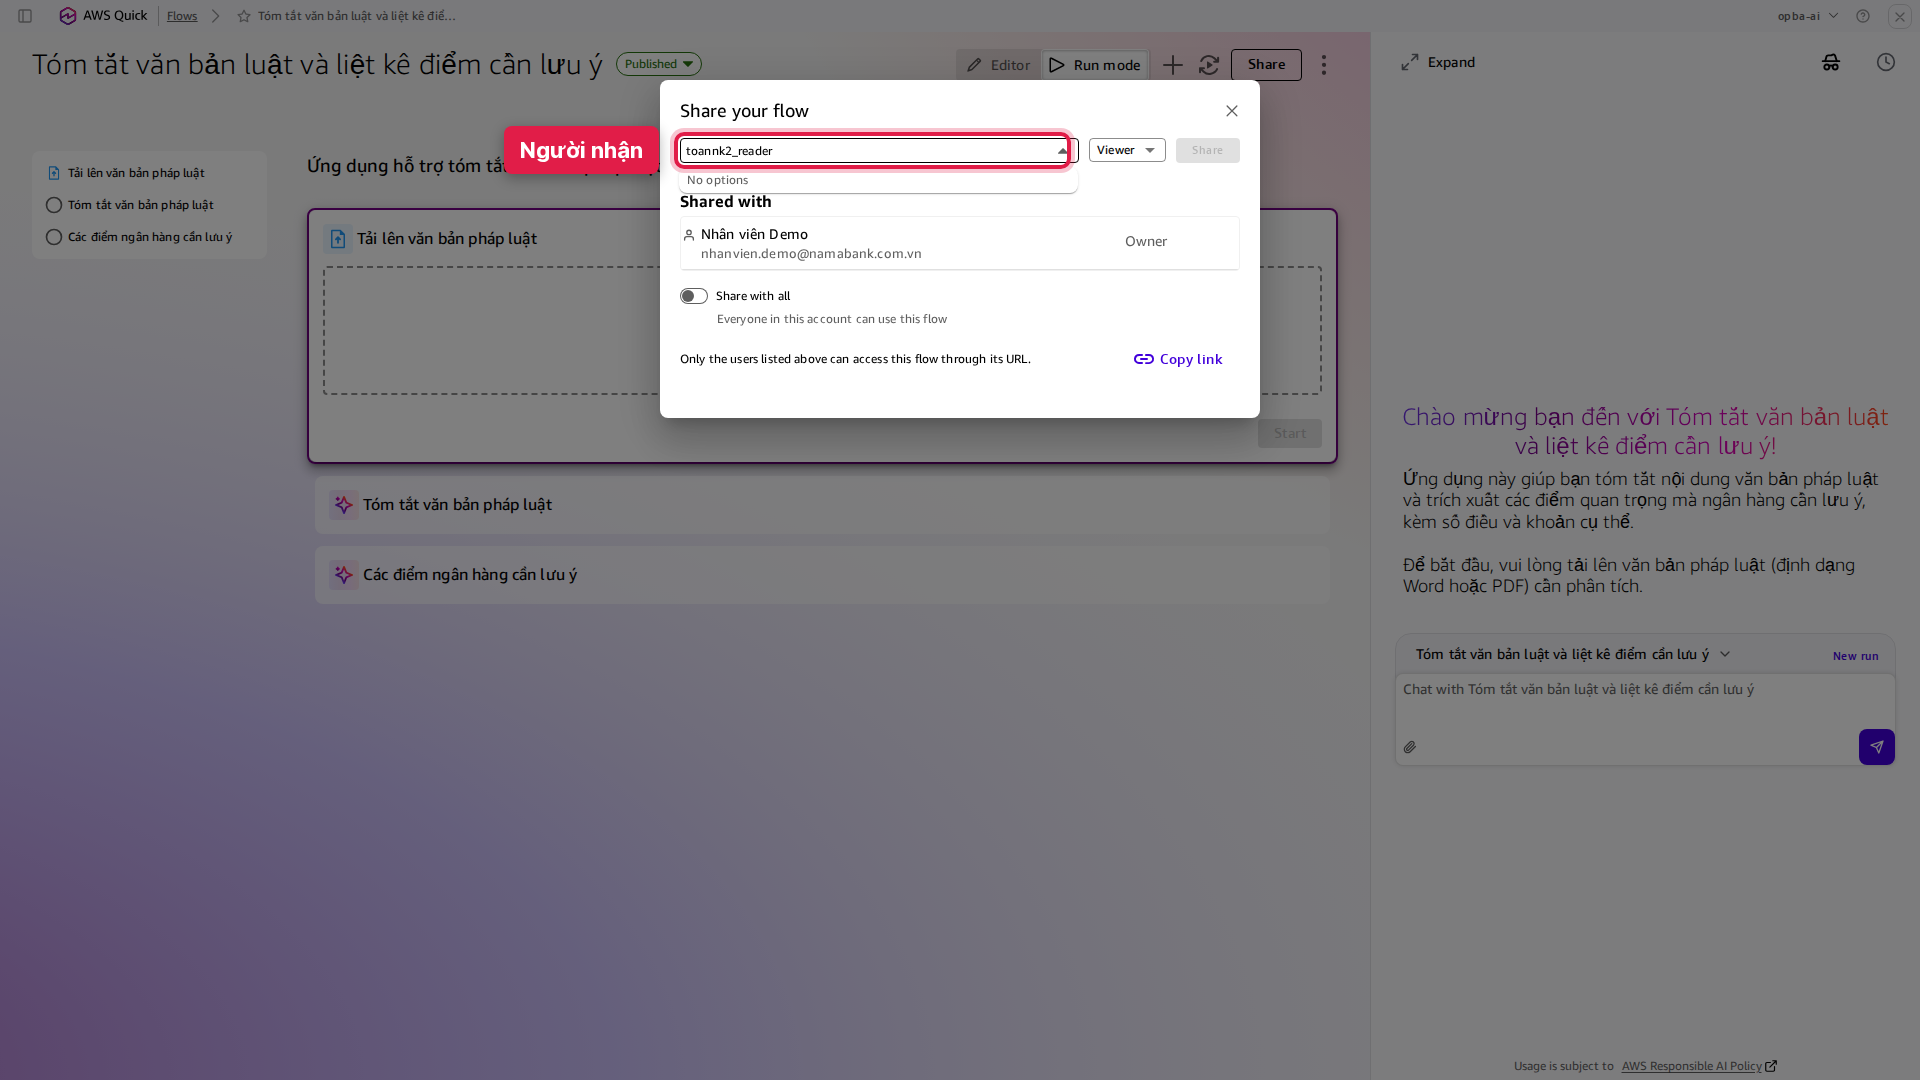 AWS Quick
Flows
Tóm tắt văn bản luật và liệt kê điể...
opba-ai
Tóm tắt văn bản luật và liệt kê điểm cần lưu ý
Published
Editor
Run mode
Share
Expand
Share your flow
Người nhận
toannk2_reader
Viewer
Share
No options
Ứng dụng hỗ trợ tóm tắ
Tải lên văn bản pháp luật
Tóm tắt văn bản pháp luật
Các điểm ngân hàng cần lưu ý
Shared with
Nhân viên Demo
nhanvien.demo@namabank.com.vn
Owner
Share with all
Everyone in this account can use this flow
Only the users listed above can access this flow through its URL.
Copy link
Tải lên văn bản pháp luật
Start
Tóm tắt văn bản pháp luật
Các điểm ngân hàng cần lưu ý
Chào mừng bạn đến với Tóm tắt văn bản luật
và liệt kê điểm cần lưu ý!
Ứng dụng này giúp bạn tóm tắt nội dung văn bản pháp luật
và trích xuất các điểm quan trọng mà ngân hàng cần lưu ý,
kèm số điều và khoản cụ thể.
Để bắt đầu, vui lòng tải lên văn bản pháp luật (định dạng
Word hoặc PDF) cần phân tích.
Tóm tắt văn bản luật và liệt kê điểm cần lưu ý
New run
Chat with Tóm tắt văn bản luật và liệt kê điểm cần lưu ý
Usage is subject to AWS Responsible AI Policy